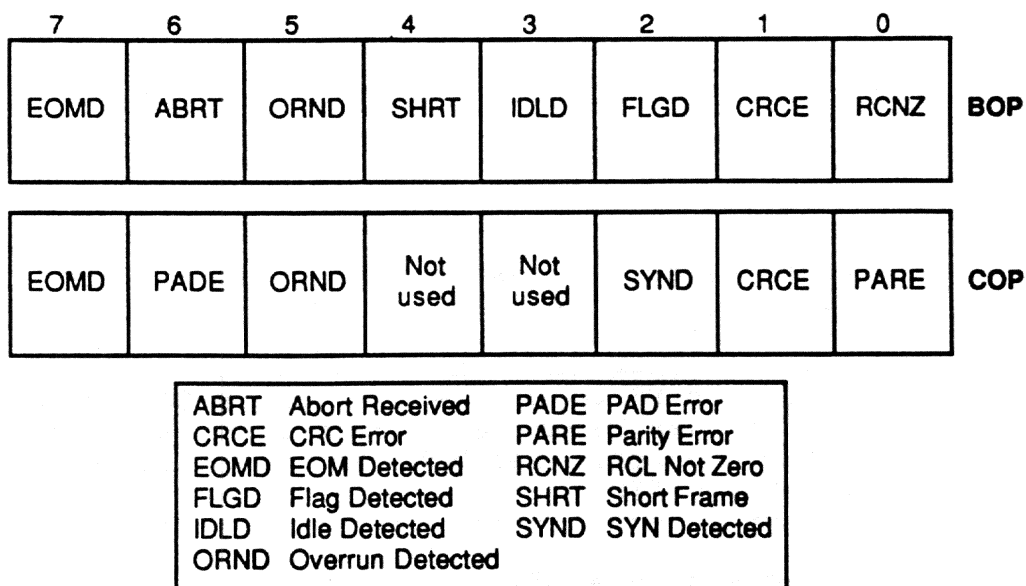 7 6 5 4 3 2 1 0
EOMD ABRT ORND SHRT IDLD FLGD CRCE RCNZ BOP
EOMD PADE ORND Not used Not used SYND CRCE PARE COP
ABRT Abort Received PADE PAD Error
CRCE CRC Error PARE Parity Error
EOMD EOM Detected RCNZ RCL Not Zero
FLGD Flag Detected SHRT Short Frame
IDLD Idle Detected SYND SYN Detected
ORND Overrun Detected